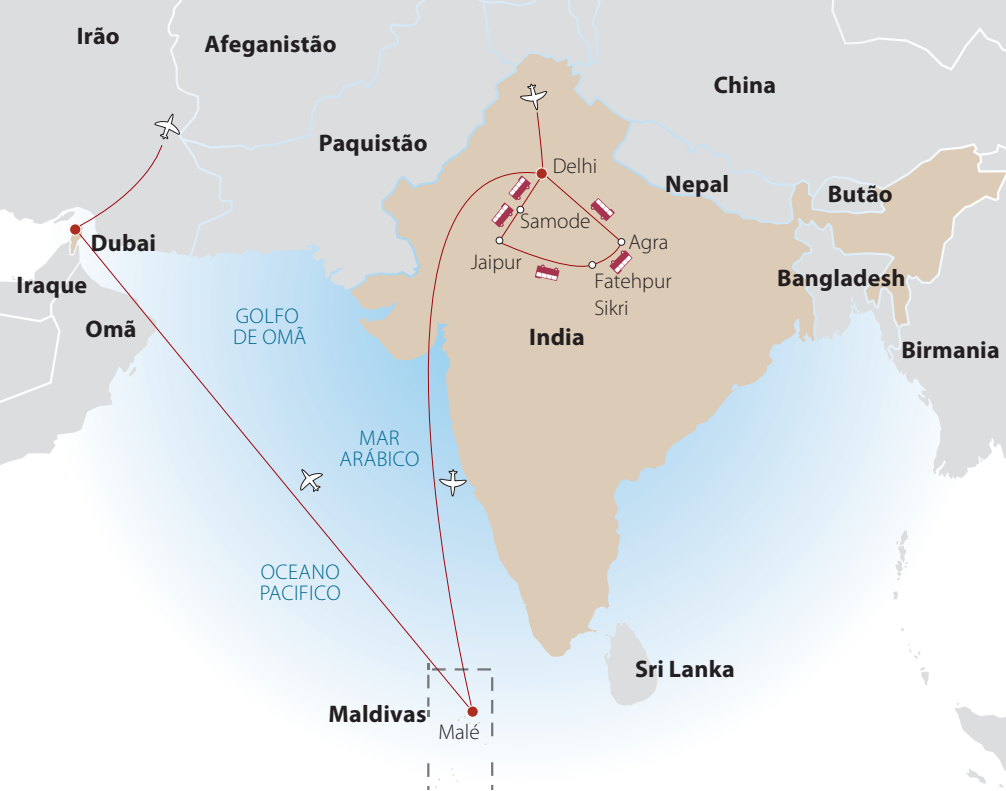 Irão
Afeganistão
China
Paquistão
Delhi
Nepal
Butão
Samode
Dubai
Agra
Jaipur
Fatehpur
Sikri
Bangladesh
Iraque
GOLFO
DE OMÃ
Omã
India
Birmania
MAR
ARÁBICO
OCEANO
PACIFICO
Sri Lanka
Maldivas
Malé